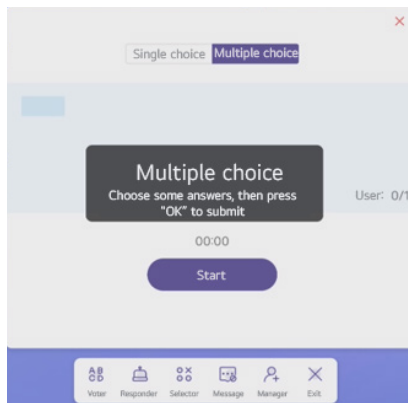 Single choice Multiple choice
Multiple choice
Choose some answers, then press
"OK" to submit
User: 0/1
00:00
Start
Voter Responder Selector Message Manager Exit